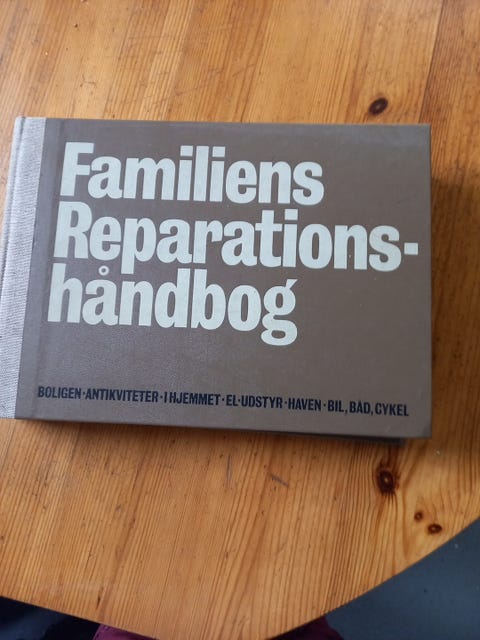 Familiens
Reparations-
håndbog
BOLIGEN·ANTIKVITETER·I HJEMMET·EL-UDSTYR·HAVEN·BIL, BÅD, CYKEL